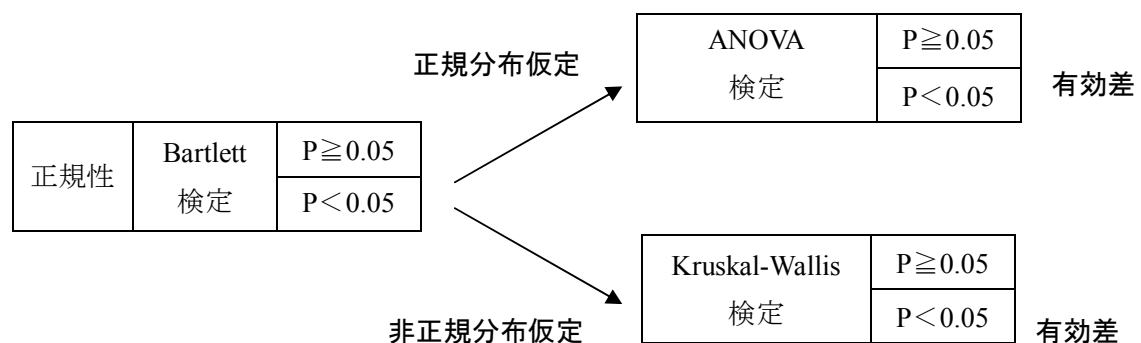 正規性
Bartlett
検定
P≧0.05
P＜0.05
正規分布仮定
ANOVA
検定
P≧0.05
P＜0.05
有効差
非正規分布仮定
Kruskal-Wallis
検定
P≧0.05
P＜0.05
有効差